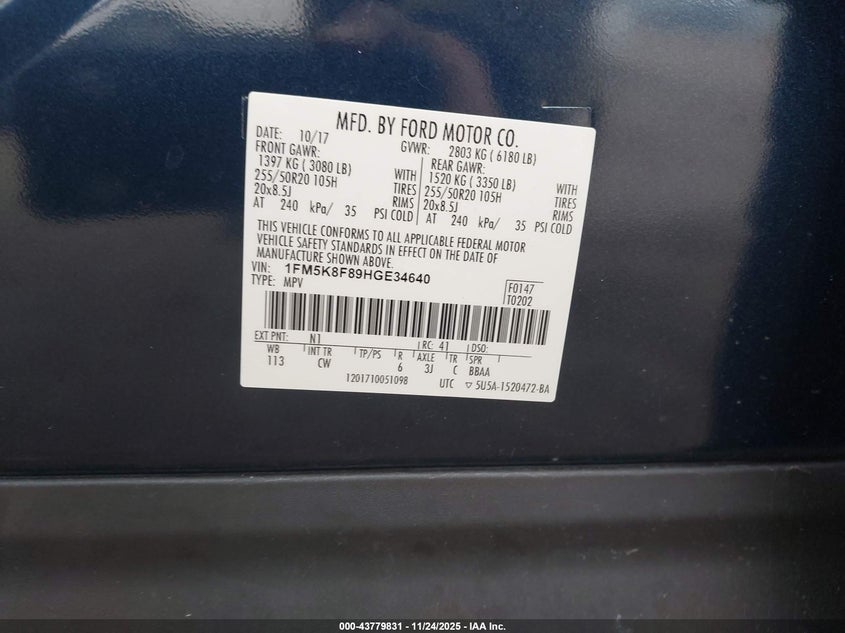 MFD. BY FORD MOTOR CO.
DATE: 10/17 GVWR: 2803 KG ( 6180 LB)
FRONT GAWR: REAR GAWR:
1397 KG ( 3080 LB) WITH 1520 KG ( 3350 LB) WITH
255/50R20 105H TIRES 255/50R20 105H TIRES
20x8.5J RIMS 20x8.5J RIMS
AT 240 kPa/ 35 PSI COLD AT 240 kPa/ 35 PSI COLD
THIS VEHICLE CONFORMS TO ALL APPLICABLE FEDERAL MOTOR
VEHICLE SAFETY STANDARDS IN EFFECT ON THE DATE OF
MANUFACTURE SHOWN ABOVE.
VIN: 1FM5K8F89HGE34640
TYPE: MPV
F0147
T0202
EXT PNT: N1 RC: 41 DSO:
WB INT TR TP/PS R AXLE TR SPR
113 CW 6 3J C BBAA
1201710051098 UTC ▽ 5U5A-1520472-BA
000-43779831 - 11/24/2025 - IAA Inc.